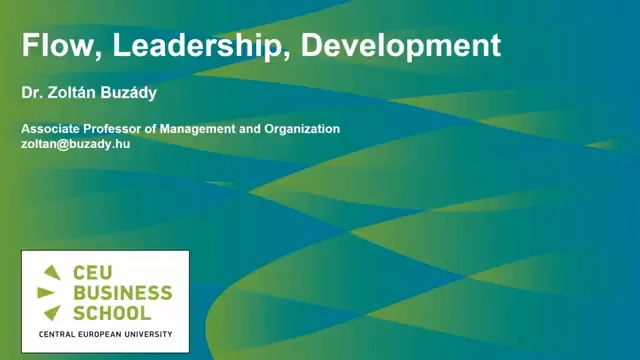 Flow, Leadership, Development
Dr. Zoltán Buzády
Associate Professor of Management and Organization
zoltan@buzady.hu
CEU
BUSINESS
SCHOOL
CENTRAL EUROPEAN UNIVERSITY